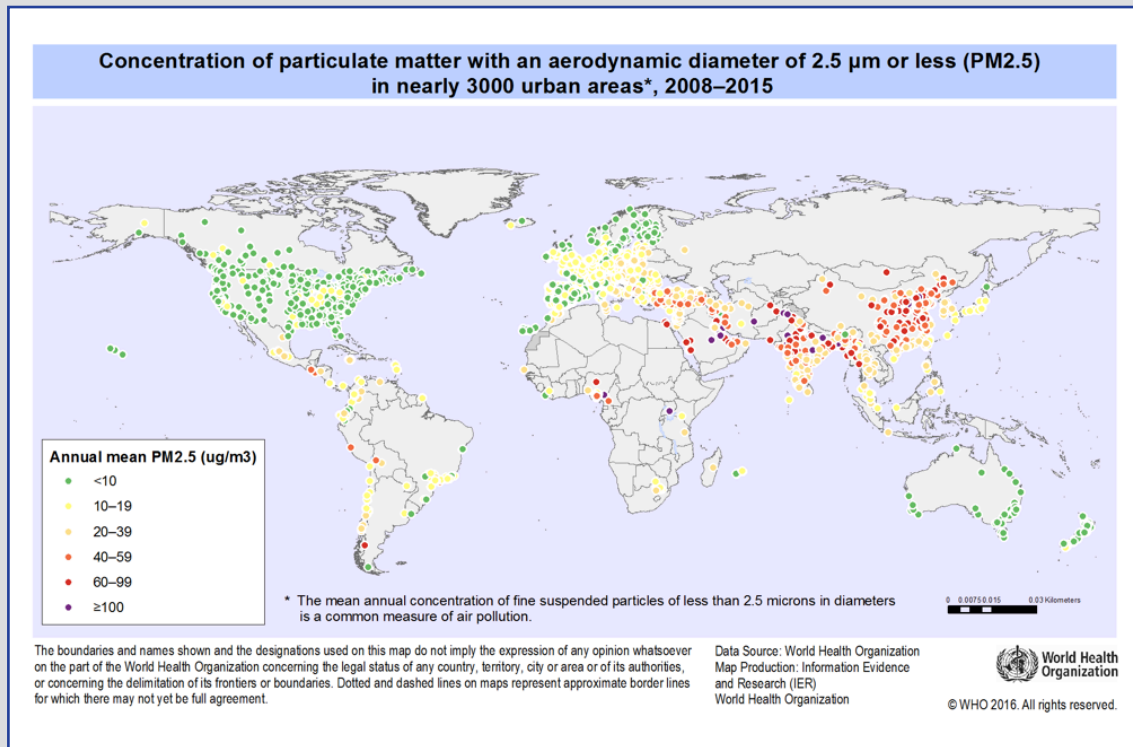 Concentration of particulate matter with an aerodynamic diameter of 2.5 µm or less (PM2.5)
in nearly 3000 urban areas*, 2008–2015
Annual mean PM2.5 (ug/m3)
<10
10–19
20–39
40–59
60–99
≥100
* The mean annual concentration of fine suspended particles of less than 2.5 microns in diameters
is a common measure of air pollution.
0 0.0075 0.015 0.03 Kilometers
The boundaries and names shown and the designations used on this map do not imply the expression of any opinion whatsoever
on the part of the World Health Organization concerning the legal status of any country, territory, city or area or of its authorities,
or concerning the delimitation of its frontiers or boundaries. Dotted and dashed lines on maps represent approximate border lines
for which there may not yet be full agreement.
Data Source: World Health Organization
Map Production: Information Evidence
and Research (IER)
World Health Organization
World Health
Organization
© WHO 2016. All rights reserved.